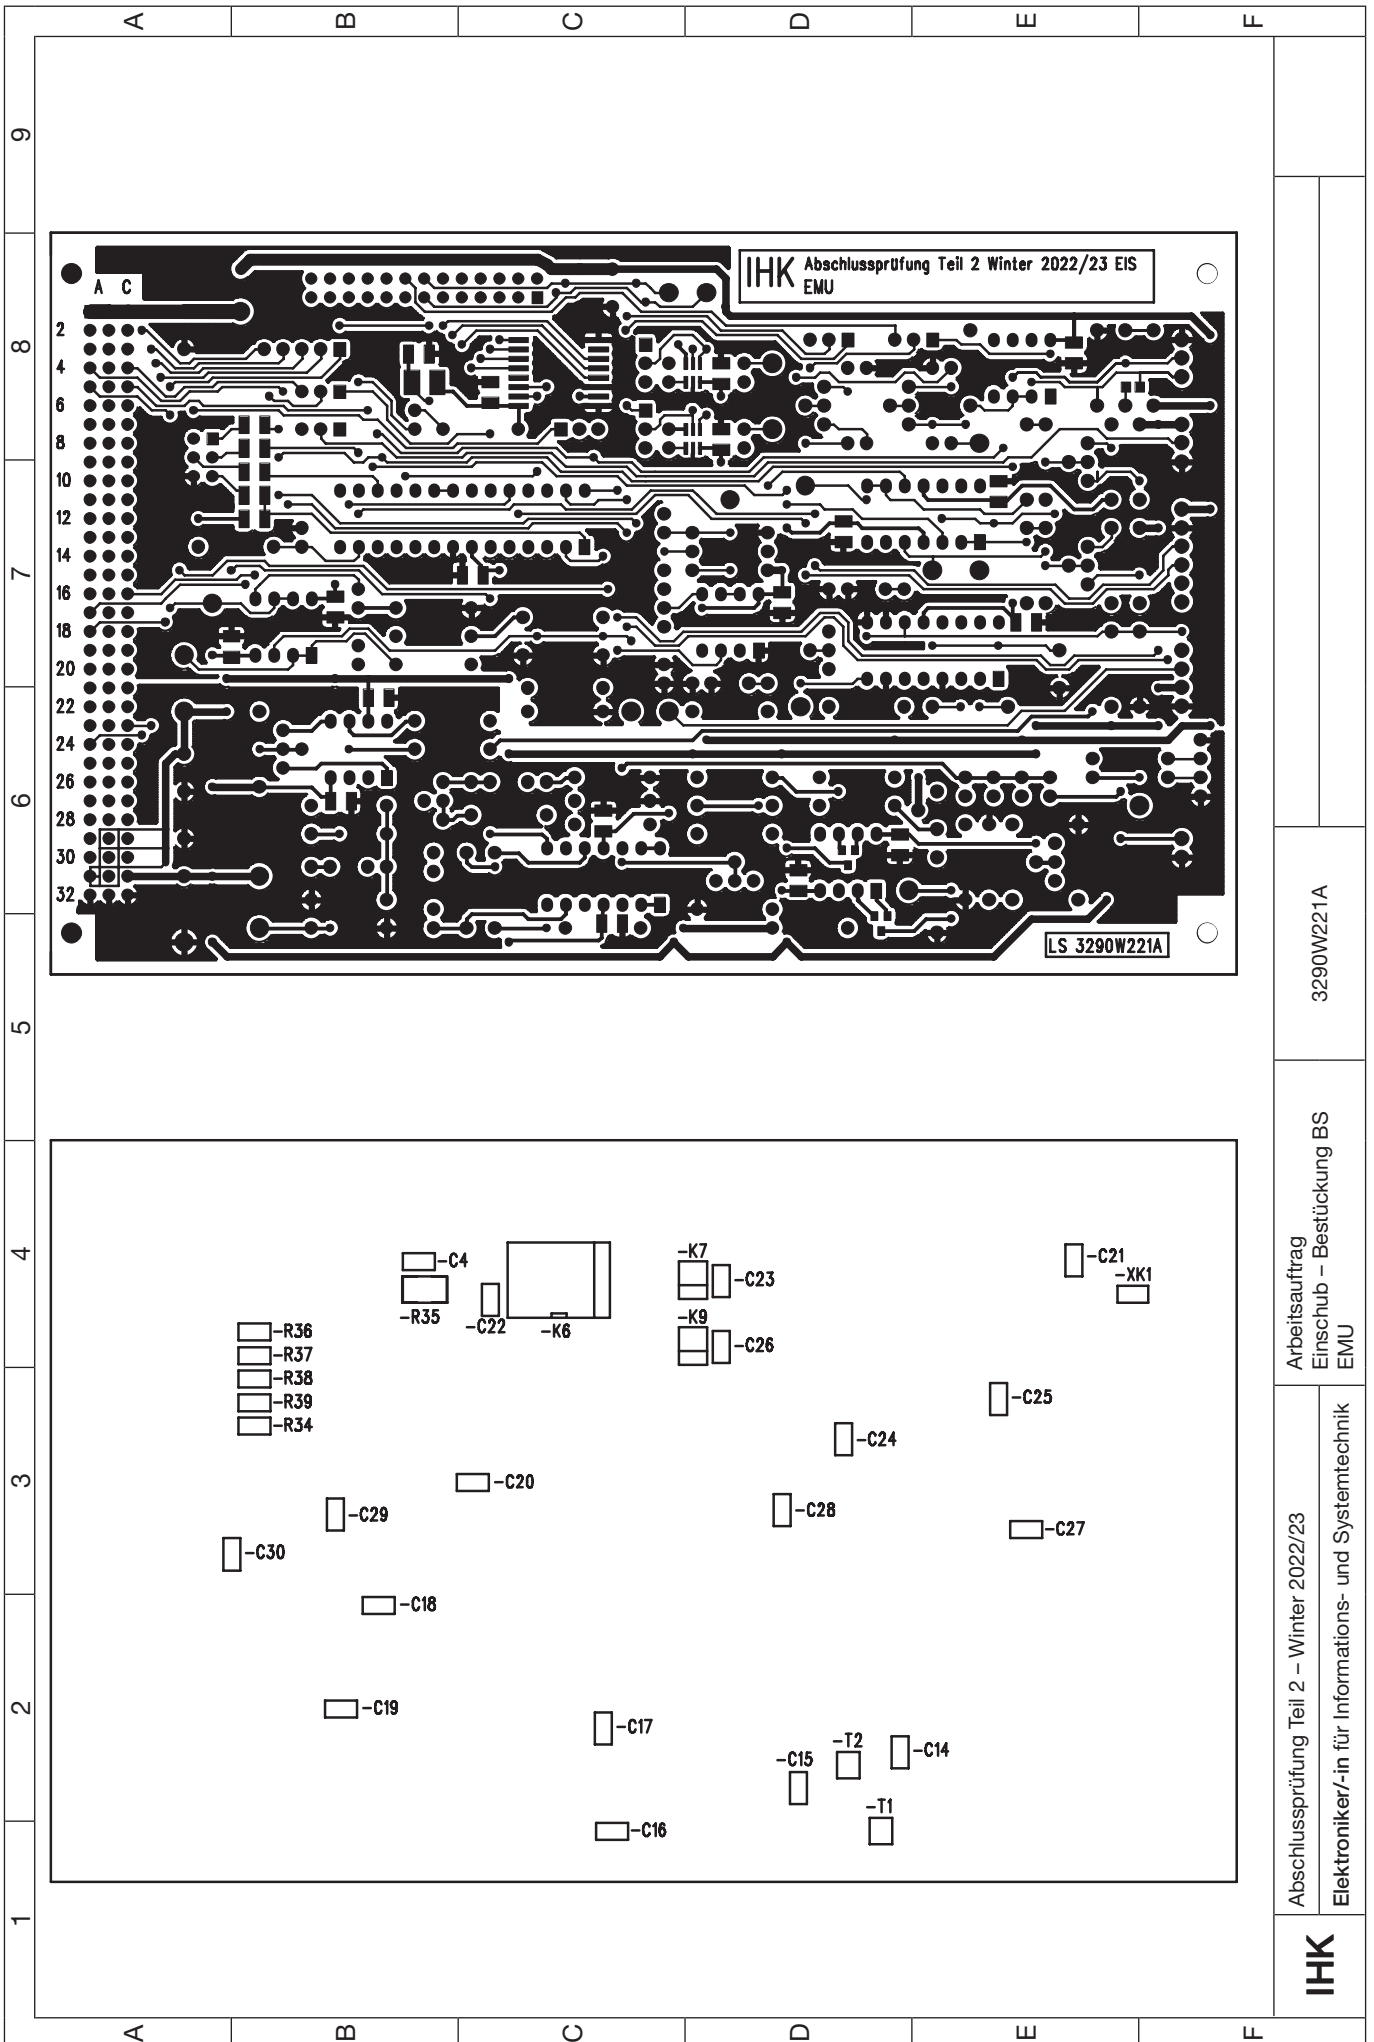 A
B
C
D
E
F
9
8
7
6
5
4
3
2
1
A
B
C
D
E
F
IHK
Abschlussprüfung Teil 2 Winter 2022/23 EIS
EMU
A C
2
4
6
8
10
12
14
16
18
20
22
24
26
28
30
32
LS 3290W221A
-C4
-R35
-C22
-K6
-K7
-C23
-K9
-C26
-C21
-XK1
-R36
-R37
-R38
-R39
-R34
-C25
-C24
-C20
-C29
-C28
-C27
-C30
-C18
-C19
-C17
-C15
-T2
-C14
-T1
-C16
IHK
Abschlussprüfung Teil 2 – Winter 2022/23
Elektroniker/-in für Informations- und Systemtechnik
Arbeitsauftrag
Einschub – Bestückung BS
EMU
3290W221A